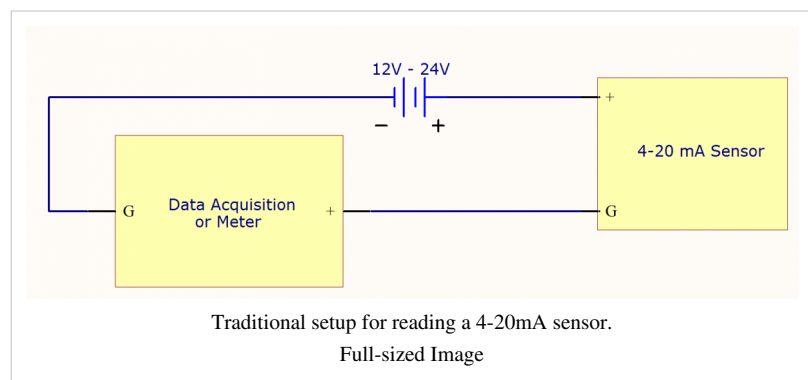 12V - 24V
− +
+
4-20 mA Sensor
G Data Acquisition
or Meter +
G
Traditional setup for reading a 4-20mA sensor.
Full-sized Image